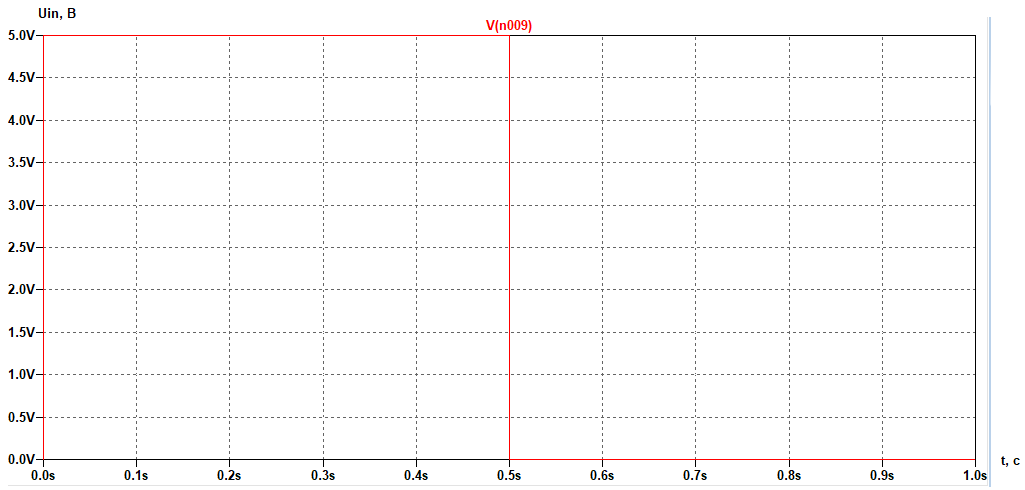 Uin, В
V(n009)
5.0V
4.5V
4.0V
3.5V
3.0V
2.5V
2.0V
1.5V
1.0V
0.5V
0.0V
0.0s 0.1s 0.2s 0.3s 0.4s 0.5s 0.6s 0.7s 0.8s 0.9s 1.0s
t, с